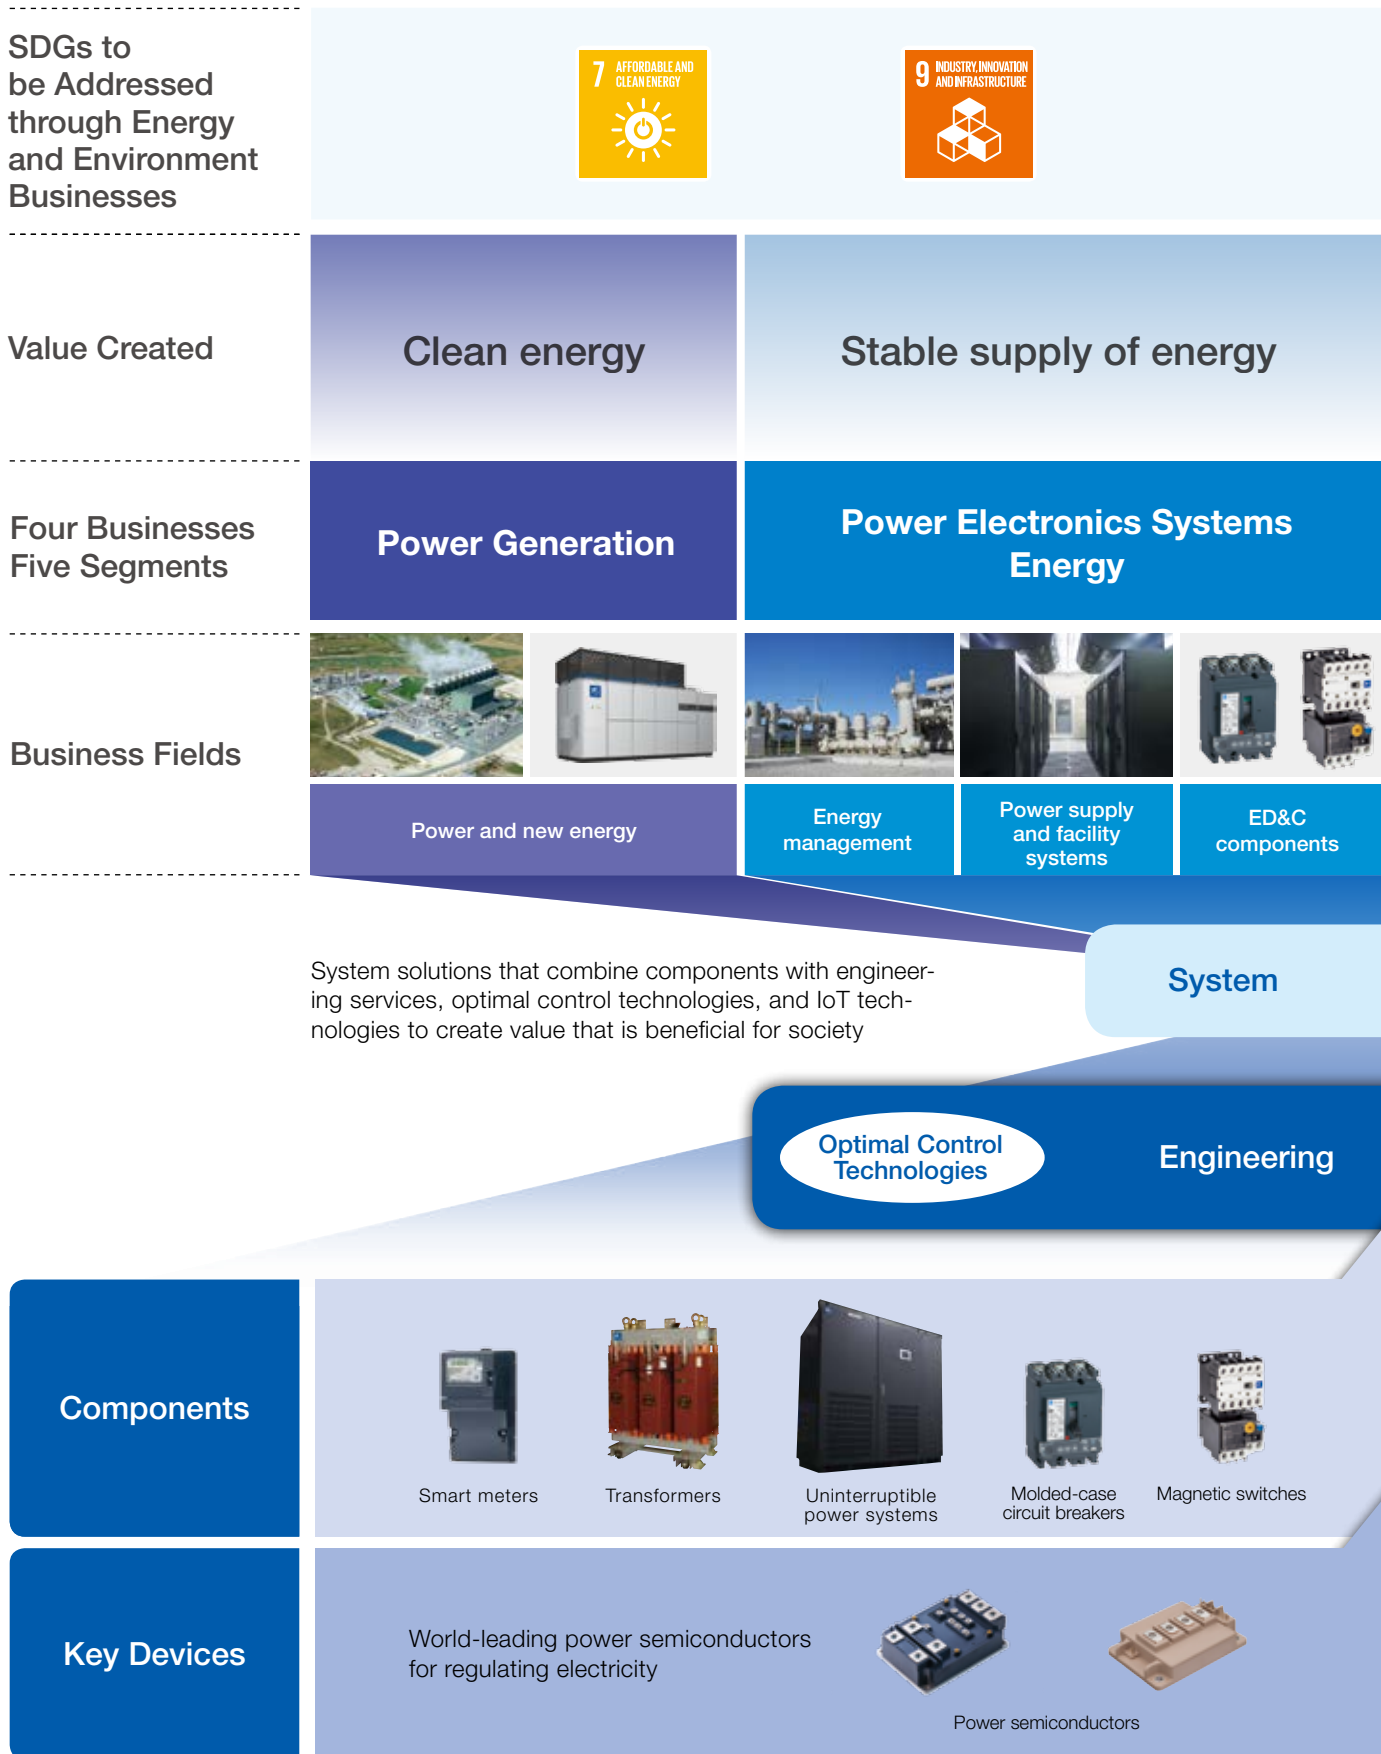 SDGs to
be Addressed
through Energy
and Environment
Businesses
7 AFFORDABLE AND
CLEAN ENERGY
9 INDUSTRY, INNOVATION
AND INFRASTRUCTURE
Value Created
Clean energy
Stable supply of energy
Four Businesses
Five Segments
Power Generation
Power Electronics Systems
Energy
Business Fields
Power and new energy
Energy
management
Power supply
and facility
systems
ED&C
components
System solutions that combine components with engineer-
ing services, optimal control technologies, and IoT tech-
nologies to create value that is beneficial for society
System
Optimal Control
Technologies
Engineering
Components
Smart meters
Transformers
Uninterruptible
power systems
Molded-case
circuit breakers
Magnetic switches
Key Devices
World-leading power semiconductors
for regulating electricity
Power semiconductors